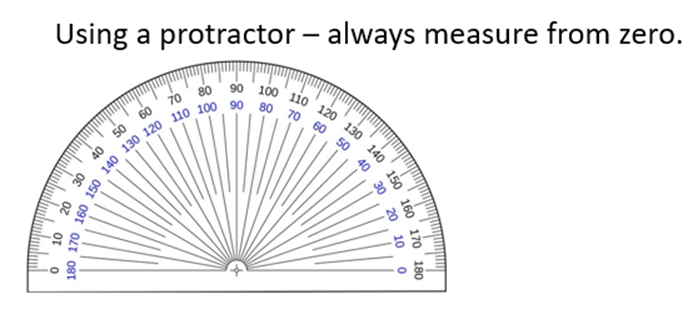 Using a protractor – always measure from zero.
0 10 20 30 40 50 60 70 80 90 100 110 120 130 140 150 160 170 180
180 170 160 150 140 130 120 110 100 90 80 70 60 50 40 30 20 10 0